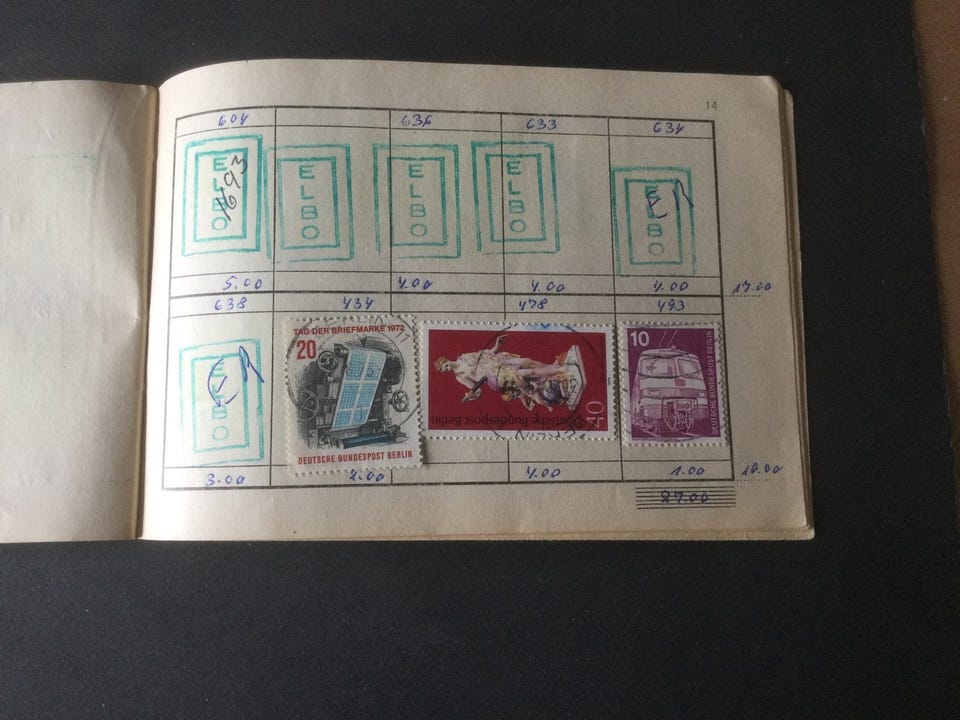 14
604 636 633 634
ELBO ELBO ELBO ELBO ELBO
1693
5.00 4.00 4.00 4.00 17.00
638 434 478 493
ELBO
TAG DER BRIEFMARKE 1972
20
DEUTSCHE BUNDESPOST BERLIN
Deutsche Bundespost Berlin
40
10
DEUTSCHE BUNDESPOST BERLIN
3.00 2.00 4.00 1.00 10.00
27.00